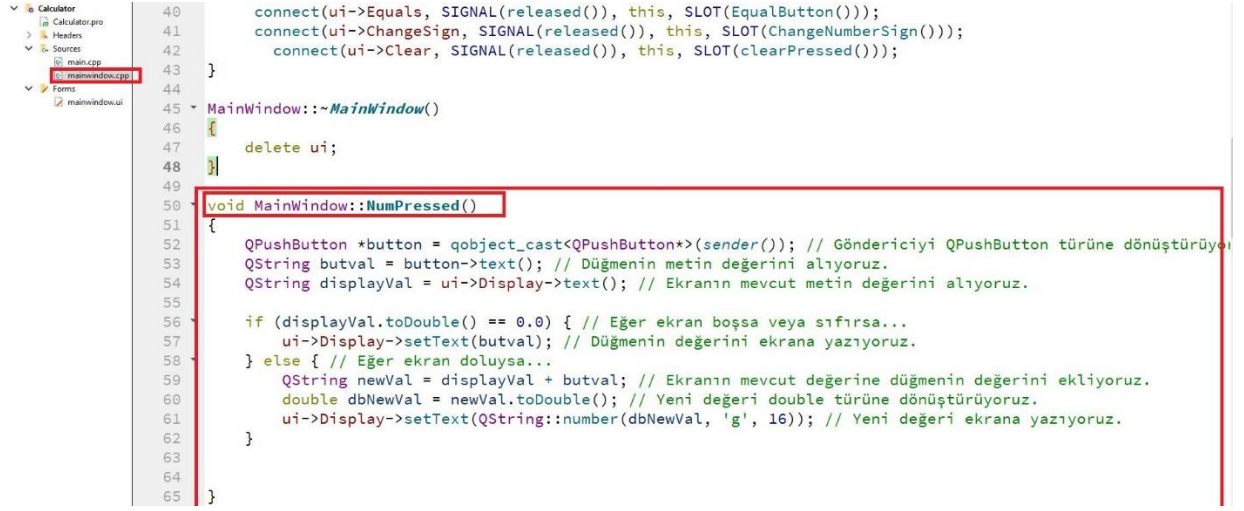 Calculator
Calculator.pro
Headers
Sources
main.cpp
mainwindow.cpp
Forms
mainwindow.ui
40 connect(ui->Equals, SIGNAL(released()), this, SLOT(EqualButton()));
41 connect(ui->ChangeSign, SIGNAL(released()), this, SLOT(ChangeNumberSign()));
42 connect(ui->Clear, SIGNAL(released()), this, SLOT(clearPressed()));
43 }
44
45 MainWindow::~MainWindow()
46 {
47 delete ui;
48 }
49
50 void MainWindow::NumPressed()
51 {
52 QPushButton *button = qobject_cast<QPushButton*>(sender()); // Göndericiyi QPushButton türüne dönüştürüyor
53 QString butval = button->text(); // Düğmenin metin değerini alıyoruz.
54 QString displayVal = ui->Display->text(); // Ekranın mevcut metin değerini alıyoruz.
55
56 if (displayVal.toDouble() == 0.0) { // Eğer ekran boşsa veya sıfırsa...
57 ui->Display->setText(butval); // Düğmenin değerini ekrana yazıyoruz.
58 } else { // Eğer ekran doluysa...
59 QString newVal = displayVal + butval; // Ekranın mevcut değerine düğmenin değerini ekliyoruz.
60 double dbNewVal = newVal.toDouble(); // Yeni değeri double türüne dönüştürüyoruz.
61 ui->Display->setText(QString::number(dbNewVal, 'g', 16)); // Yeni değeri ekrana yazıyoruz.
62 }
63
64
65 }